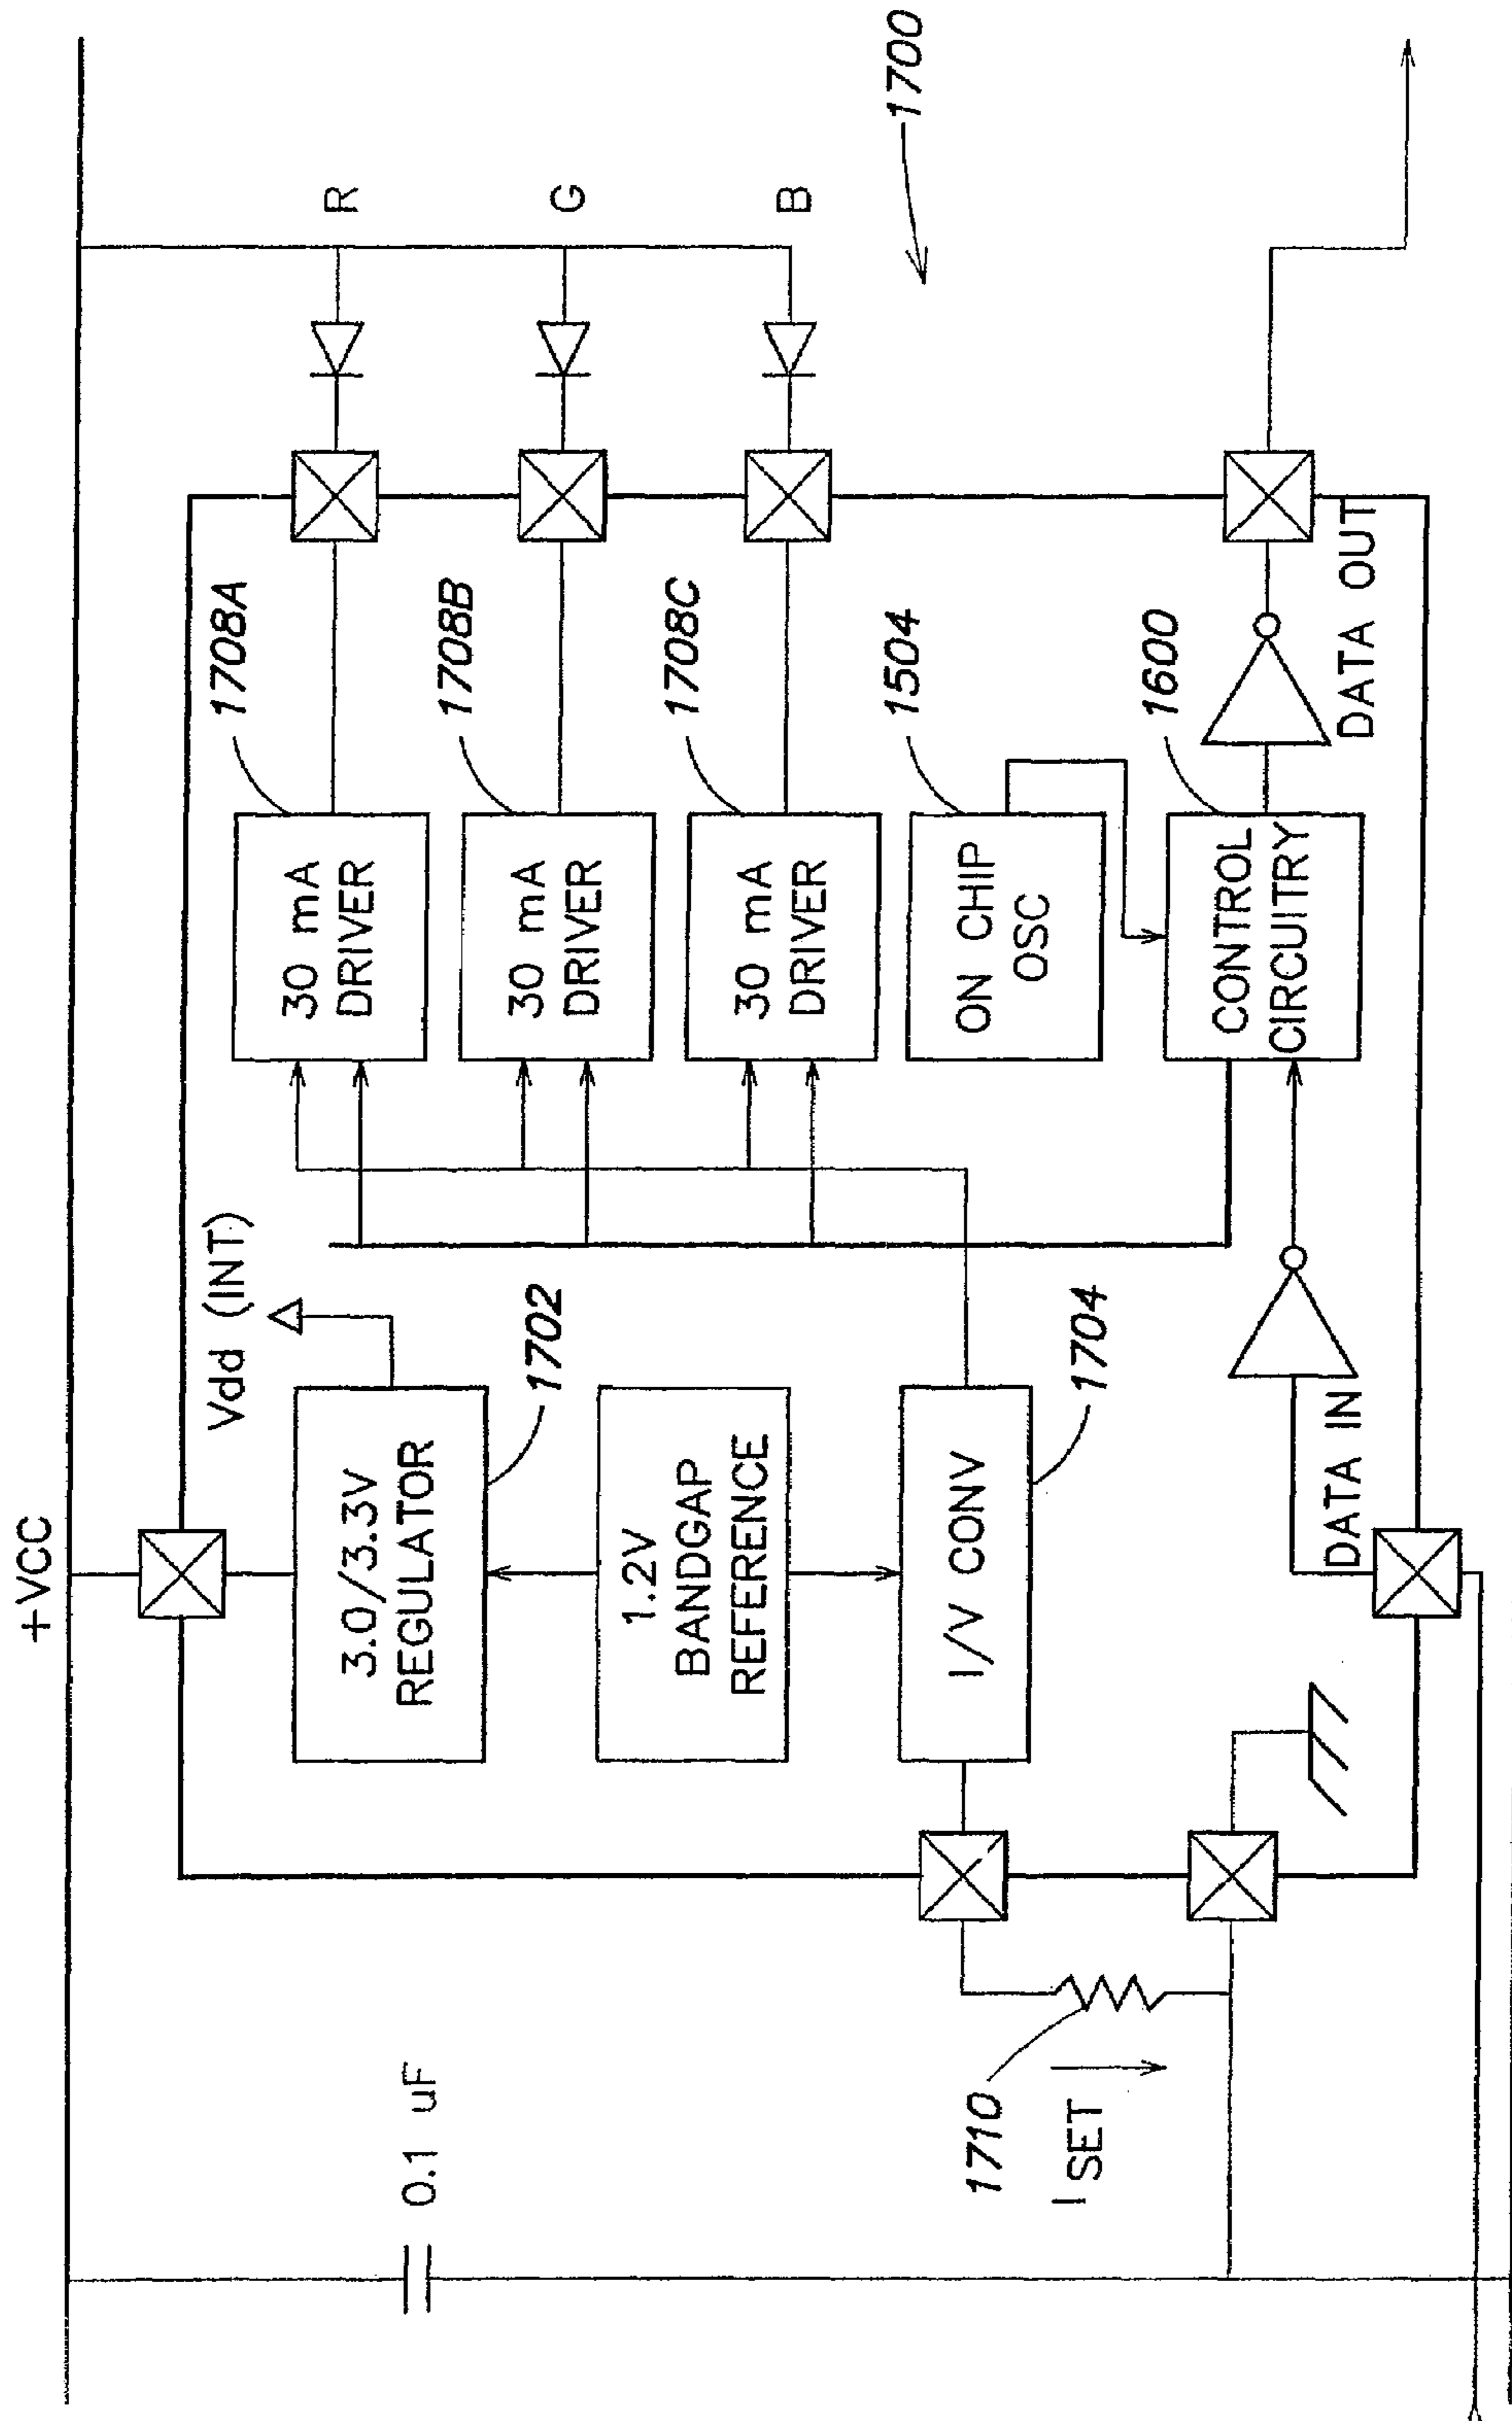 +VCC
0.1 uF
1710
I SET
3.0/3.3V
REGULATOR
Vdd (INT)
1702
1.2V
BANDGAP
REFERENCE
I/V CONV
1704
DATA IN
30 mA
DRIVER
1708A
30 mA
DRIVER
1708B
30 mA
DRIVER
1708C
ON CHIP
OSC
1504
CONTROL
CIRCUITRY
1600
DATA OUT
R
G
B
1700